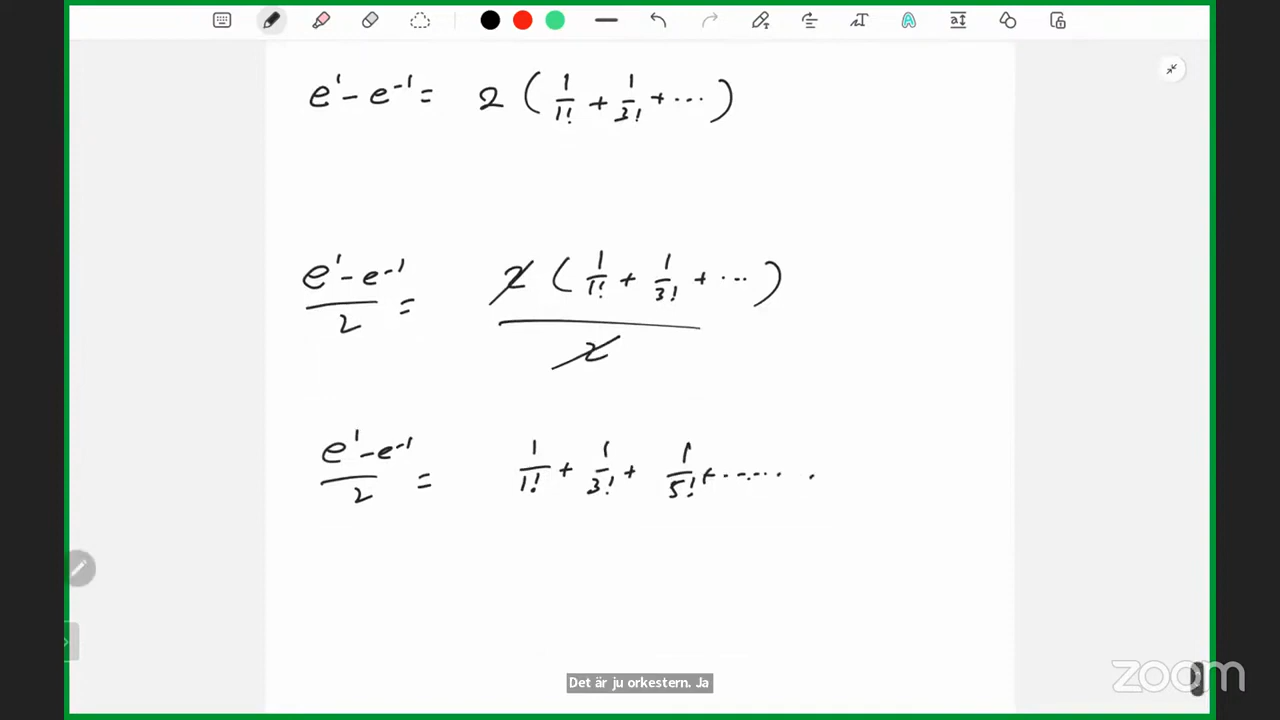 e¹ - e⁻¹ = 2 ( 1/1! + 1/3! + ... )
(e¹ - e⁻¹)/2 = 2 ( 1/1! + 1/3! + ... ) / 2
(e¹ - e⁻¹)/2 = 1/1! + 1/3! + 1/5! + ....... .
Det är ju orkestern. Ja
zoom